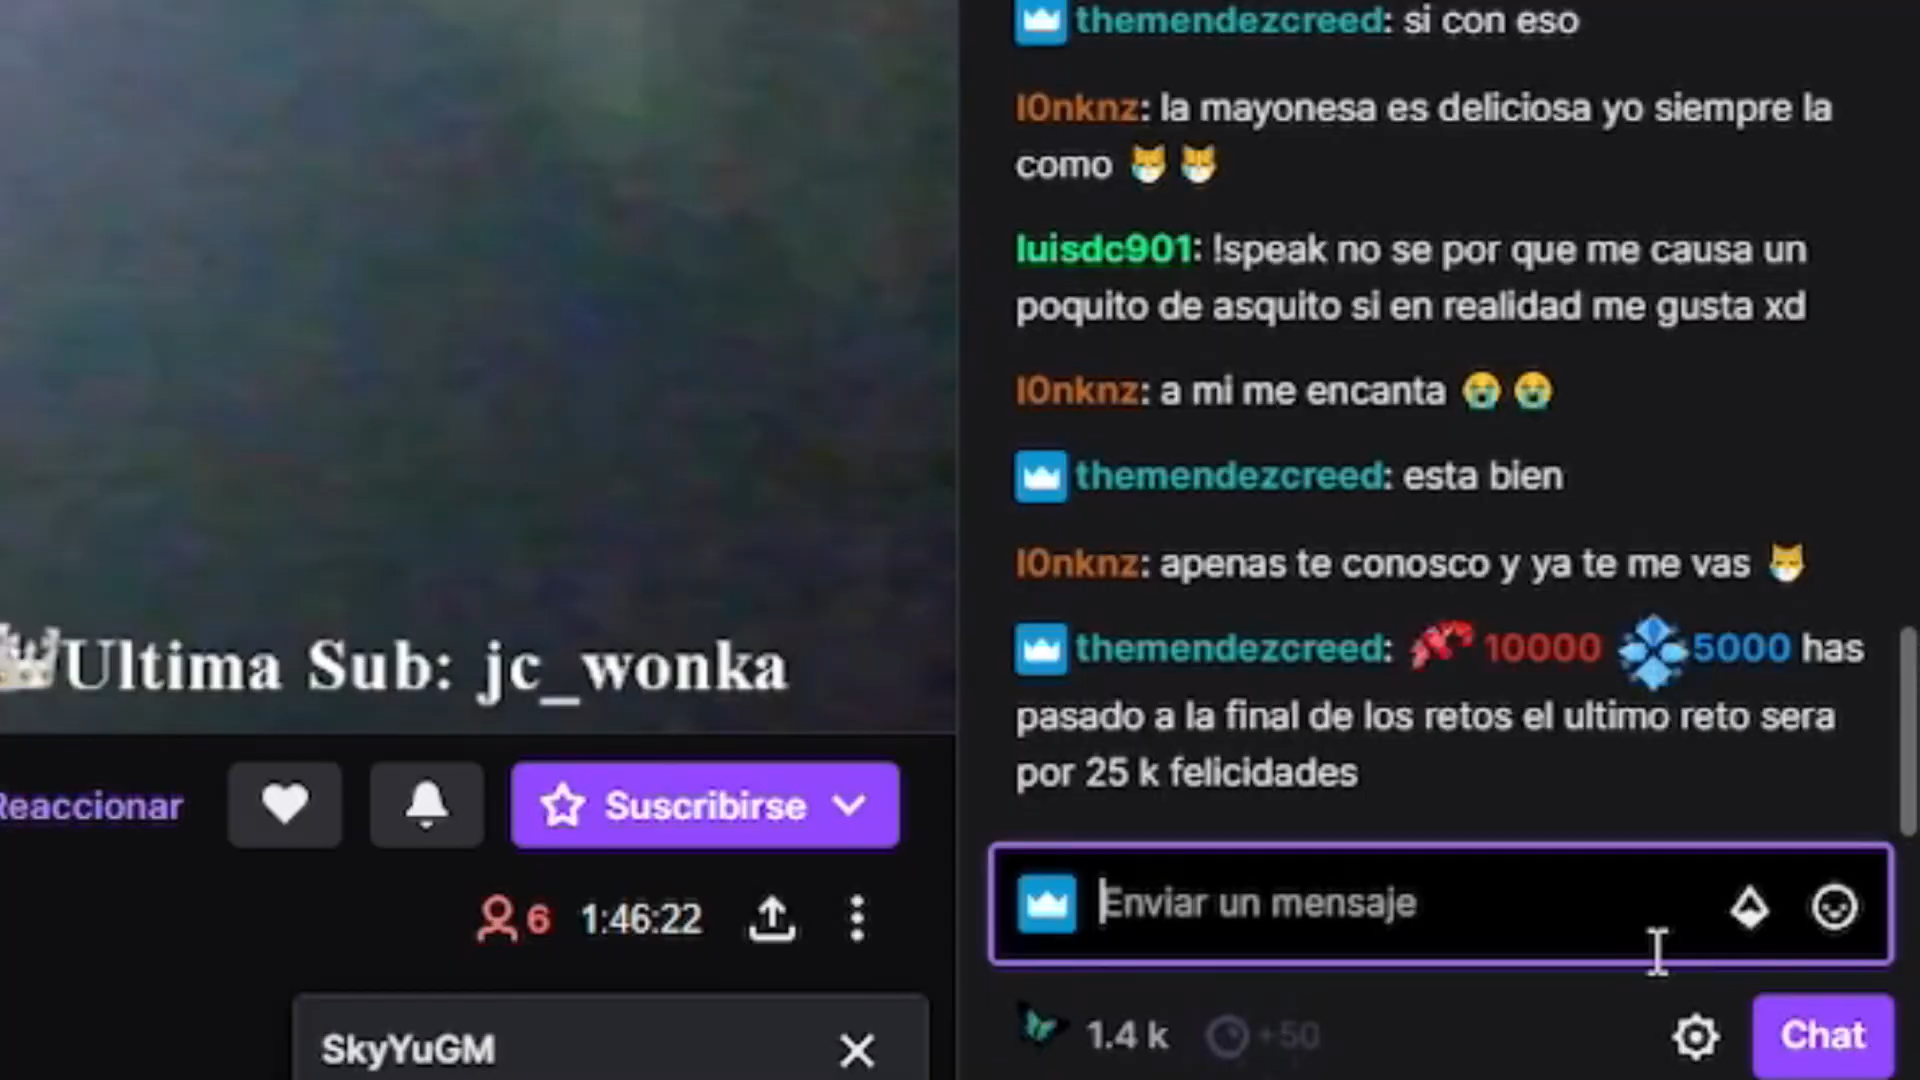 themendezcreed: si con eso
l0nknz: la mayonesa es deliciosa yo siempre la
como 😹 😹
luisdc901: !speak no se por que me causa un
poquito de asquito si en realidad me gusta xd
l0nknz: a mi me encanta 😭 😭
themendezcreed: esta bien
l0nknz: apenas te conosco y ya te me vas 😹
themendezcreed: 10000 5000 has
pasado a la final de los retos el ultimo reto sera
por 25 k felicidades
Ultima Sub: jc_wonka
Reaccionar
Suscribirse
6 1:46:22
Enviar un mensaje
SkyYuGM
1.4 k +50
Chat